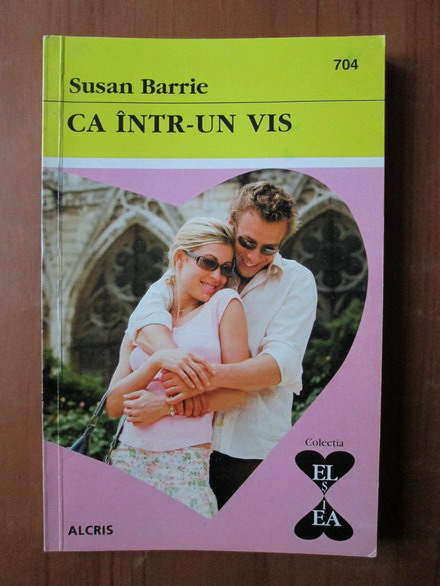 704
Susan Barrie
CA ÎNTR-UN VIS
Colecția
EL
ȘI
EA
ALCRIS